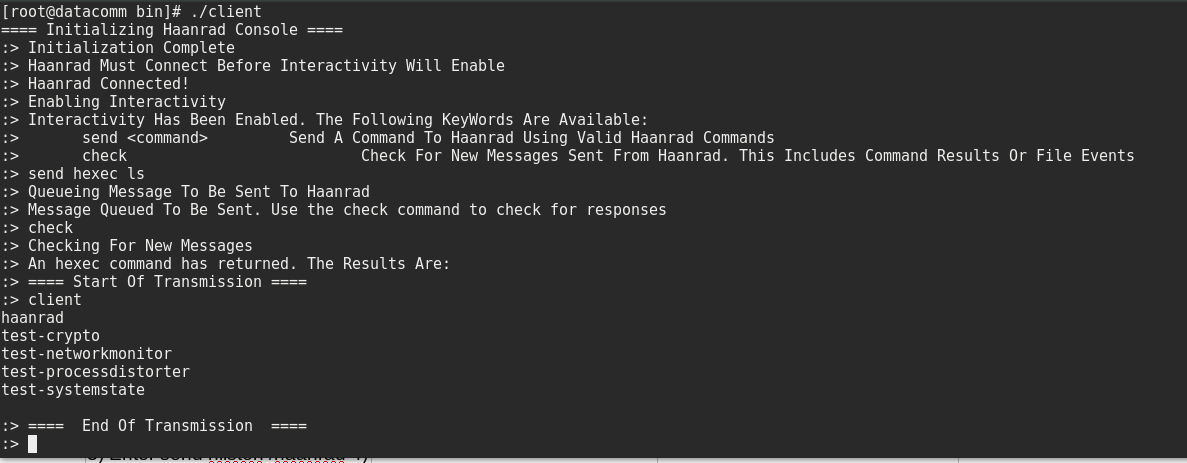 [root@datacomm bin]# ./client
==== Initializing Haanrad Console ====
:> Initialization Complete
:> Haanrad Must Connect Before Interactivity Will Enable
:> Haanrad Connected!
:> Enabling Interactivity
:> Interactivity Has Been Enabled. The Following KeyWords Are Available:
:>       send <command>         Send A Command To Haanrad Using Valid Haanrad Commands
:>       check                          Check For New Messages Sent From Haanrad. This Includes Command Results Or File Events
:> send hexec ls
:> Queueing Message To Be Sent To Haanrad
:> Message Queued To Be Sent. Use the check command to check for responses
:> check
:> Checking For New Messages
:> An hexec command has returned. The Results Are:
:> ==== Start Of Transmission ====
:> client
haanrad
test-crypto
test-networkmonitor
test-processdistorter
test-systemstate
:> ====  End Of Transmission  ====
:>